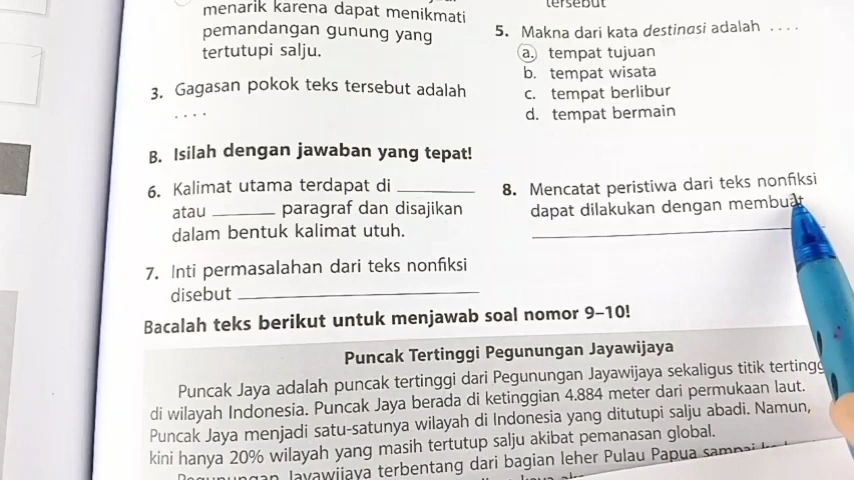 menarik karena dapat menikmati
pemandangan gunung yang
tertutupi salju.
3. Gagasan pokok teks tersebut adalah
. . . .
B. Isilah dengan jawaban yang tepat!
6. Kalimat utama terdapat di ________
atau ________ paragraf dan disajikan
dalam bentuk kalimat utuh.
7. Inti permasalahan dari teks nonfiksi
disebut ________
tersebut
5. Makna dari kata destinasi adalah . . . .
a. tempat tujuan
b. tempat wisata
c. tempat berlibur
d. tempat bermain
8. Mencatat peristiwa dari teks nonfiksi
dapat dilakukan dengan membuat
________
Bacalah teks berikut untuk menjawab soal nomor 9–10!
Puncak Tertinggi Pegunungan Jayawijaya
Puncak Jaya adalah puncak tertinggi dari Pegunungan Jayawijaya sekaligus titik
di wilayah Indonesia. Puncak Jaya berada di ketinggian 4.884 meter dari permukaan laut.
Puncak Jaya menjadi satu-satunya wilayah di Indonesia yang ditutupi salju abadi. Namun,
kini hanya 20% wilayah yang masih tertutup salju akibat pemanasan global.
Jayawijaya terbentang dari bagian leher Pulau Papua sampai